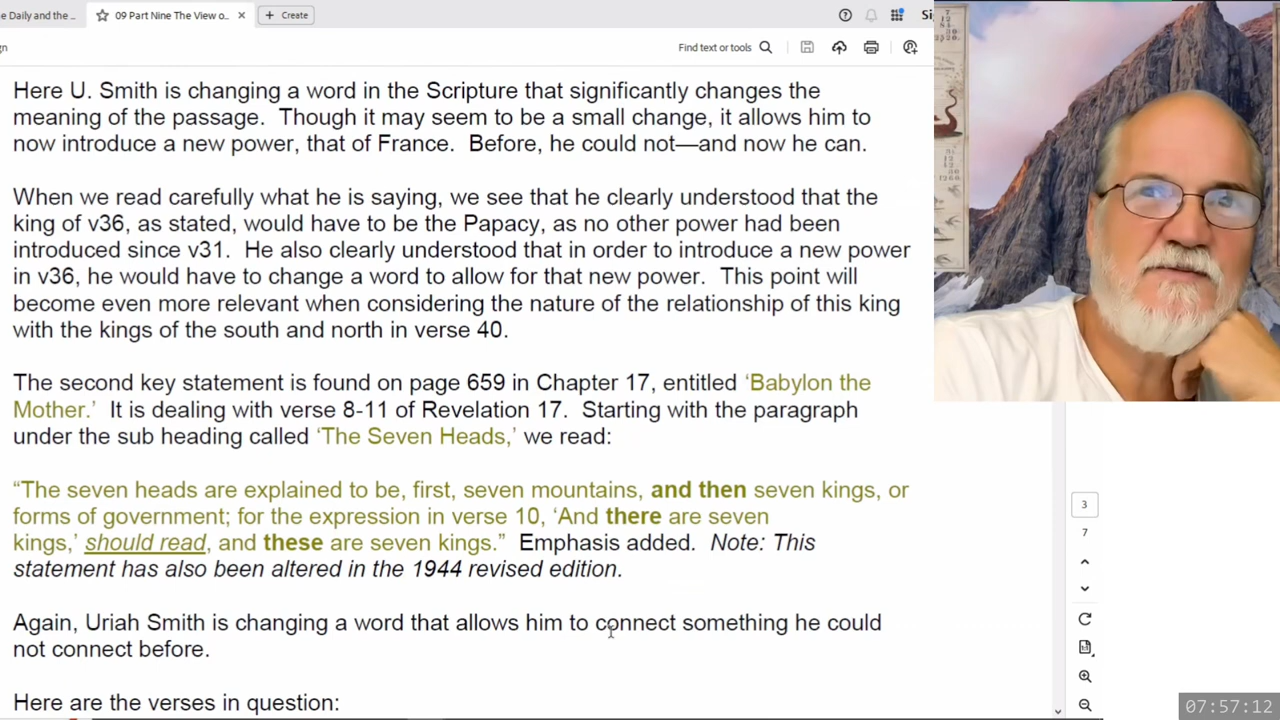 e Daily and the ...
09 Part Nine The View o...
Create
Si
gn
Find text or tools
Here U. Smith is changing a word in the Scripture that significantly changes the
meaning of the passage.  Though it may seem to be a small change, it allows him to
now introduce a new power, that of France.  Before, he could not—and now he can.
When we read carefully what he is saying, we see that he clearly understood that the
king of v36, as stated, would have to be the Papacy, as no other power had been
introduced since v31.  He also clearly understood that in order to introduce a new power
in v36, he would have to change a word to allow for that new power.  This point will
become even more relevant when considering the nature of the relationship of this king
with the kings of the south and north in verse 40.
The second key statement is found on page 659 in Chapter 17, entitled ‘Babylon the
Mother.’  It is dealing with verse 8-11 of Revelation 17.  Starting with the paragraph
under the sub heading called ‘The Seven Heads,’ we read:
“The seven heads are explained to be, first, seven mountains, and then seven kings, or
forms of government; for the expression in verse 10, ‘And there are seven
kings,’ should read, and these are seven kings.”  Emphasis added.  Note: This
statement has also been altered in the 1944 revised edition.
Again, Uriah Smith is changing a word that allows him to connect something he could
not connect before.
Here are the verses in question:
3
7
07:57:12